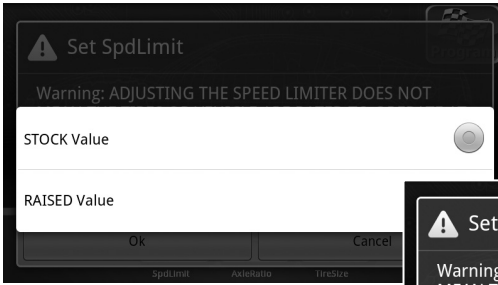 Program
Set SpdLimit
Warning: ADJUSTING THE SPEED LIMITER DOES NOT
STOCK Value
RAISED Value
Ok
Cancel
SpdLimit
AxleRatio
TireSize
Set
Warning